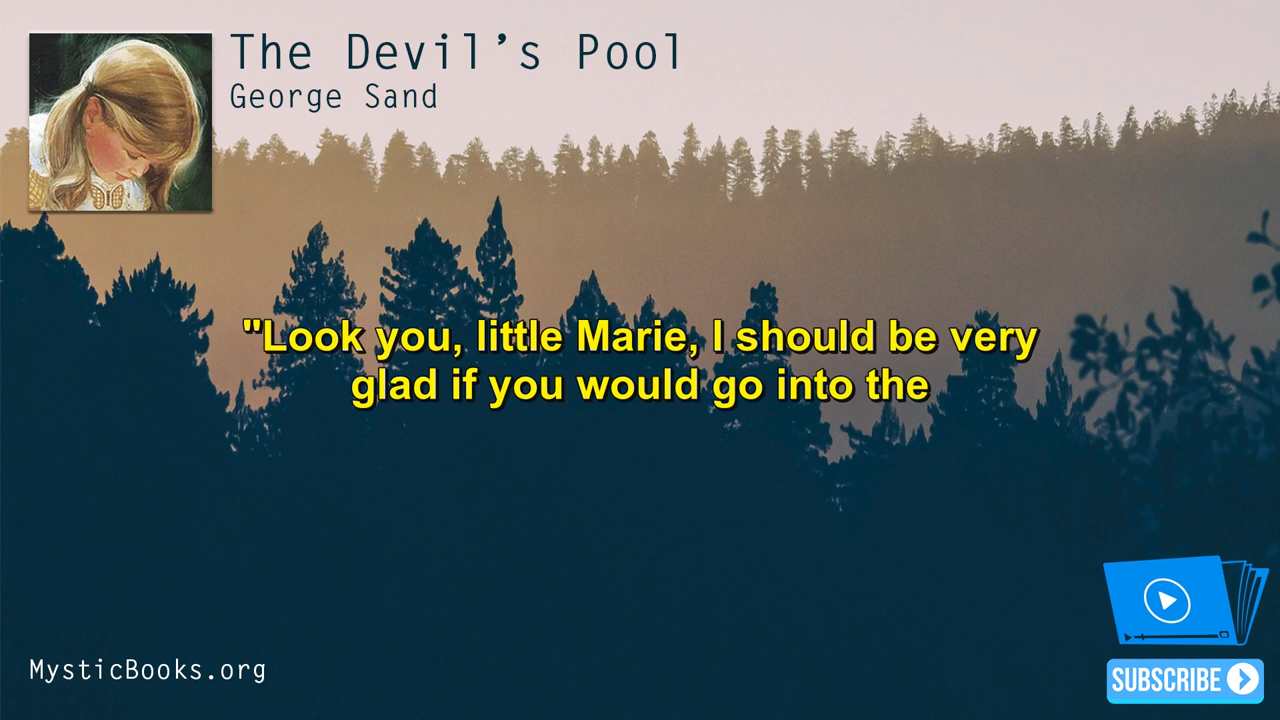 The Devil's Pool
George Sand
"Look you, little Marie, I should be very
glad if you would go into the
MysticBooks.org
SUBSCRIBE